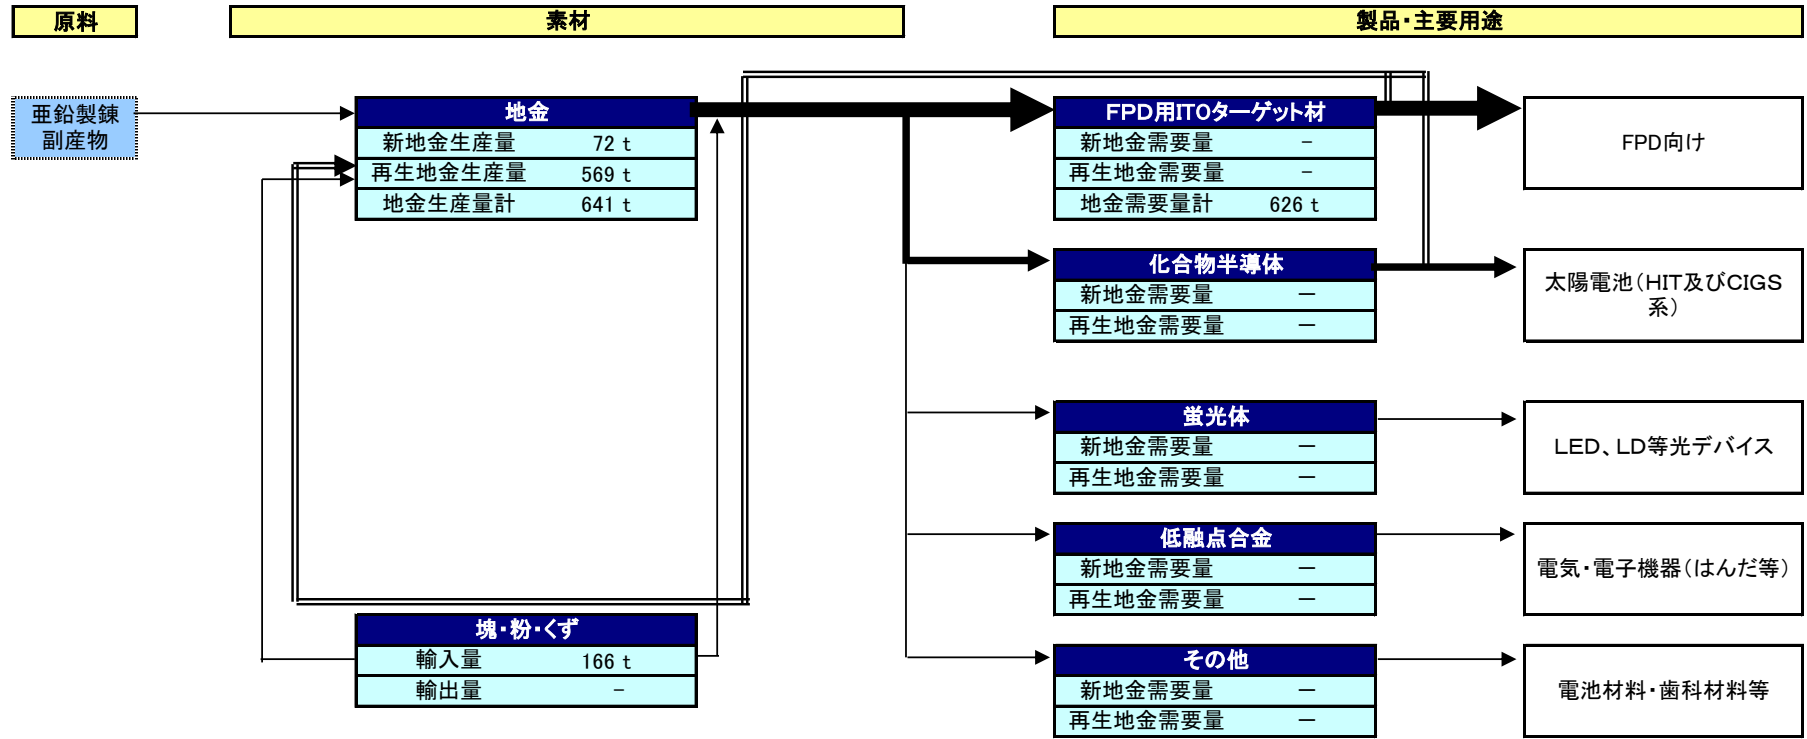 原料
素材
製品・主要用途
亜鉛製錬
副産物
地金
新地金生産量 72 t
再生地金生産量 569 t
地金生産量計 641 t
塊・粉・くず
輸入量 166 t
輸出量 -
FPD用ITOターゲット材
新地金需要量 -
再生地金需要量 -
地金需要量計 626 t
化合物半導体
新地金需要量 －
再生地金需要量 －
蛍光体
新地金需要量 －
再生地金需要量 －
低融点合金
新地金需要量 －
再生地金需要量 －
その他
新地金需要量 －
再生地金需要量 －
FPD向け
太陽電池（HIT及びCIGS
系）
LED、LD等光デバイス
電気・電子機器（はんだ等）
電池材料・歯科材料等